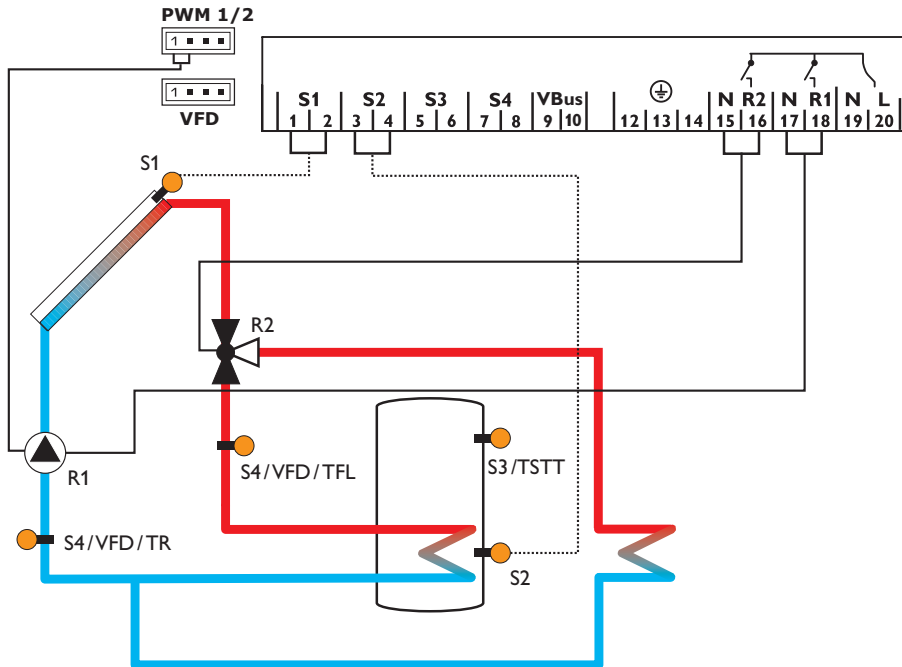 PWM 1/2
1
VFD
S1 S2 S3 S4 VBus N R2 N R1 N L
1 2 3 4 5 6 7 8 9 10 12 13 14 15 16 17 18 19 20
S1
R2
S4/VFD/TFL
S3/TSTT
R1
S4/VFD/TR
S2